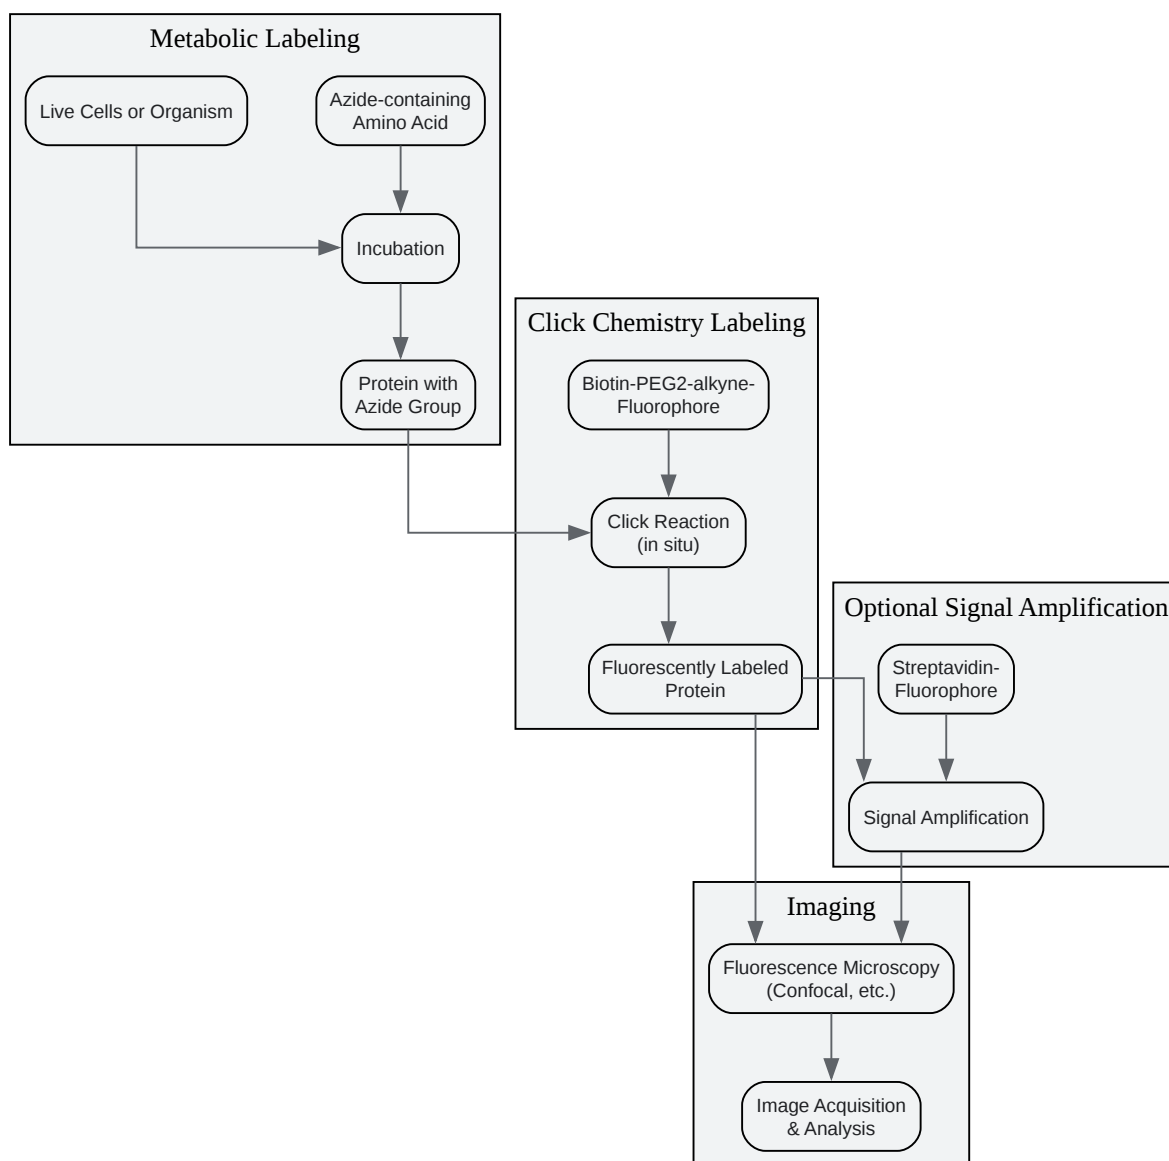 Metabolic Labeling
Live Cells or Organism
Azide-containing
Amino Acid
Incubation
Protein with
Azide Group
Click Chemistry Labeling
Biotin-PEG2-alkyne-
Fluorophore
Click Reaction
(in situ)
Fluorescently Labeled
Protein
Optional Signal Amplification
Streptavidin-
Fluorophore
Signal Amplification
Imaging
Fluorescence Microscopy
(Confocal, etc.)
Image Acquisition
& Analysis